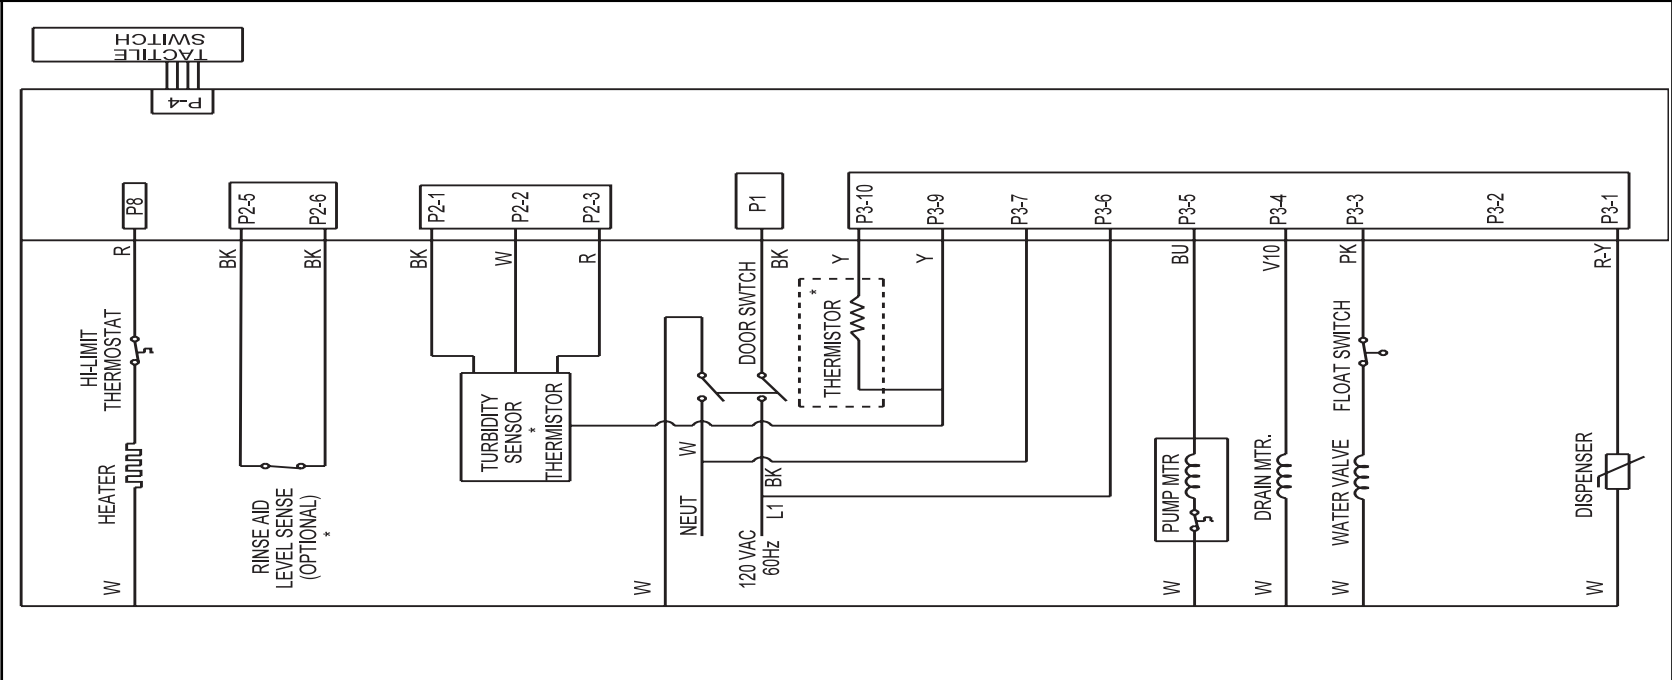 TACTILE
SWITCH
P-4
P8
P2-5
P2-6
P2-1
P2-2
P2-3
P1
P3-10
P3-9
P3-7
P3-6
P3-5
P3-4
P3-3
P3-2
P3-1
R
BK
BK
BK
W
R
BK
Y
Y
BU
V10
PK
R-Y
HI-LIMIT
THERMOSTAT
HEATER
W
RINSE AID
LEVEL SENSE
(OPTIONAL)
*
TURBIDITY
SENSOR
*
THERMISTOR
DOOR SWTCH
THERMISTOR *
W
BK
NEUT
L1
120 VAC
60Hz
W
PUMP MTR
W
DRAIN MTR.
W
FLOAT SWITCH
WATER VALVE
W
DISPENSER
W